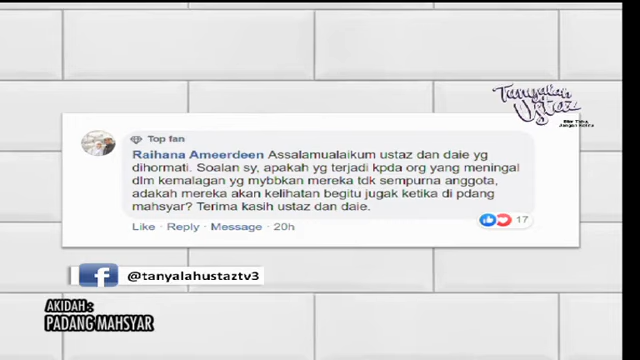 Tanyalah
Ustaz
Top fan
Raihana Ameerdeen Assalamualaikum ustaz dan daie yg
dihormati. Soalan sy, apakah yg terjadi kpda org yang meningal
dlm kemalagan yg mybbkan mereka tdk sempurna anggota,
adakah mereka akan kelihatan begitu jugak ketika di pdang
mahsyar? Terima kasih ustaz dan daie.
17
Like · Reply · Message · 20h
f @tanyalahustaztv3
AKIDAH :
PADANG MAHSYAR